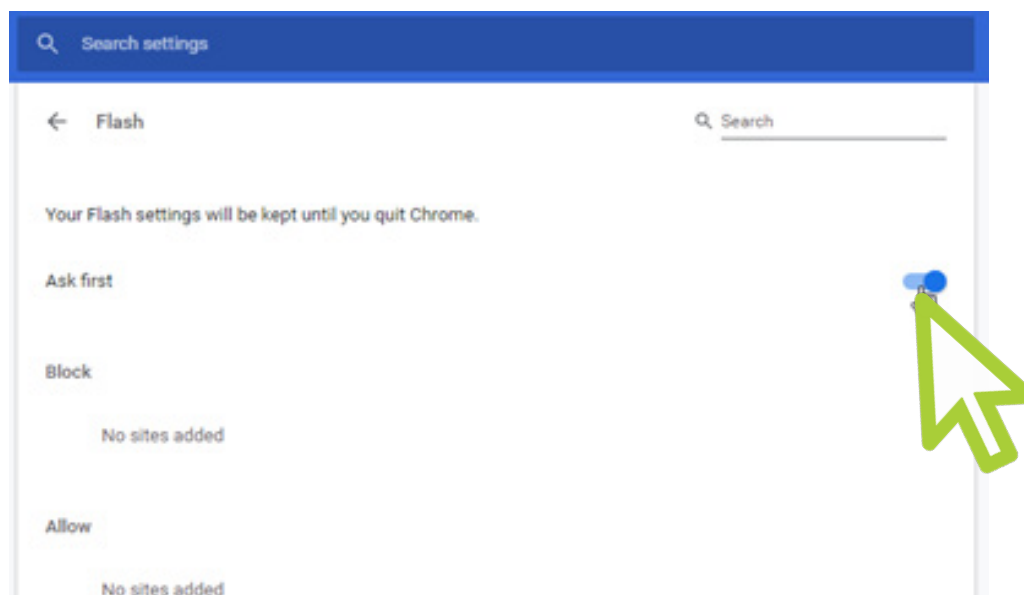 Search settings
Flash
Search
Your Flash settings will be kept until you quit Chrome.
Ask first
Block
No sites added
Allow
No sites added